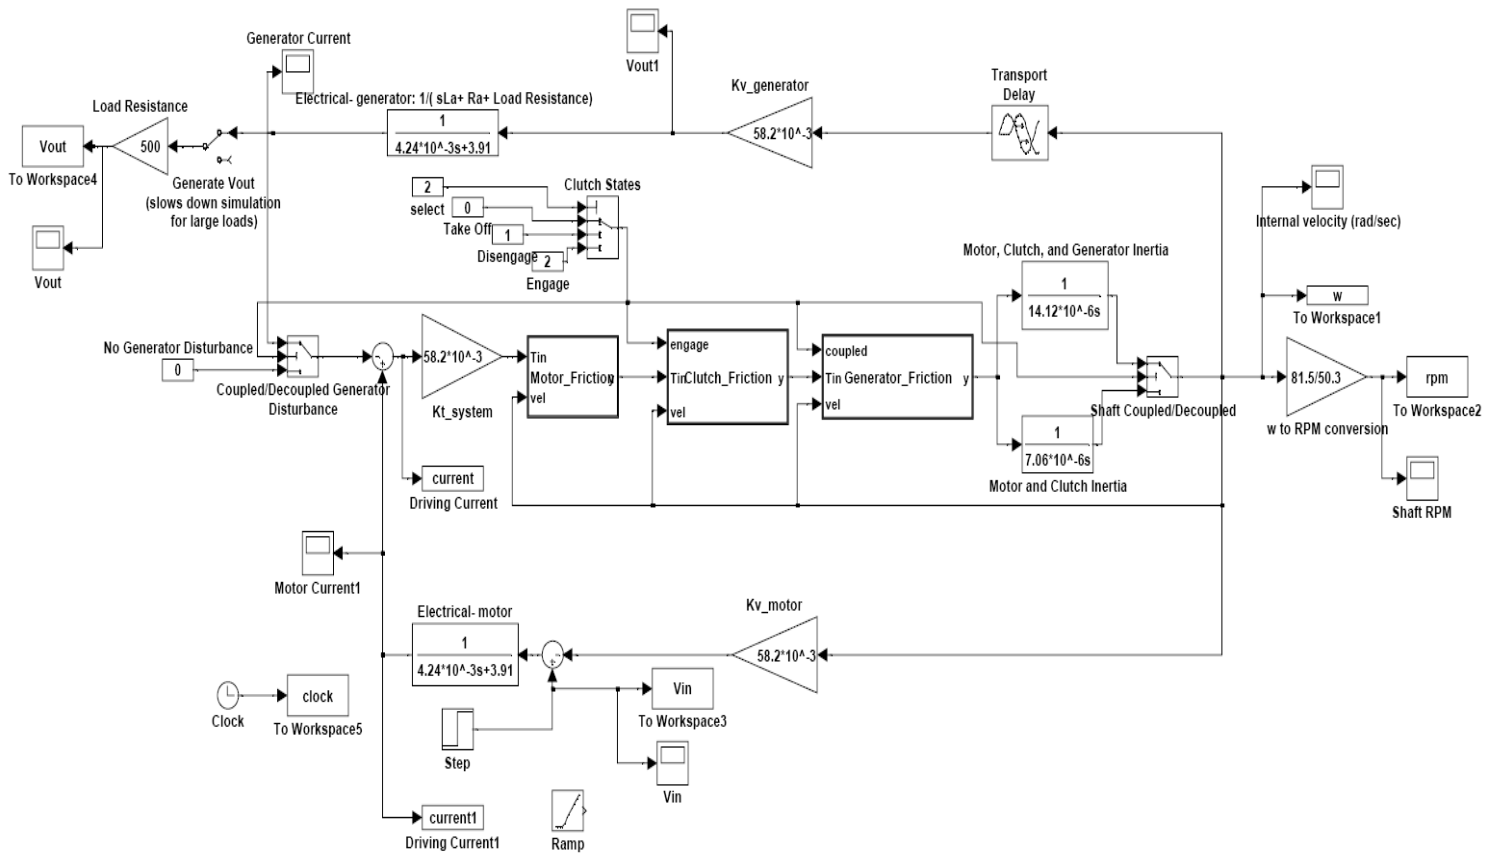 Generator Current
Vout1
Kv_generator
Transport
Delay
Load Resistance
Electrical- generator: 1/( sLa+ Ra+ Load Resistance)
1
4.24*10^-3s+3.91
58.2*10^-3
Vout
500
To Workspace4
Generate Vout
(slows down simulation
for large loads)
Vout
2
select
0
Take Off
1
Disengage
2
Engage
Clutch States
Internal velocity (rad/sec)
Motor, Clutch, and Generator Inertia
1
14.12*10^-6s
w
To Workspace1
No Generator Disturbance
0
Coupled/Decoupled Generator
Disturbance
58.2*10^-3
Kt_system
Tin
Motor_Friction
y
vel
engage
Tin
Clutch_Friction
y
vel
coupled
Tin
Generator_Friction
y
vel
Shaft Coupled/Decoupled
81.5/50.3
w to RPM conversion
rpm
To Workspace2
1
7.06*10^-6s
Motor and Clutch Inertia
current
Driving Current
Shaft RPM
Motor Current1
Electrical- motor
1
4.24*10^-3s+3.91
Kv_motor
58.2*10^-3
Clock
clock
To Workspace5
Step
Vin
To Workspace3
Vin
current1
Driving Current1
Ramp